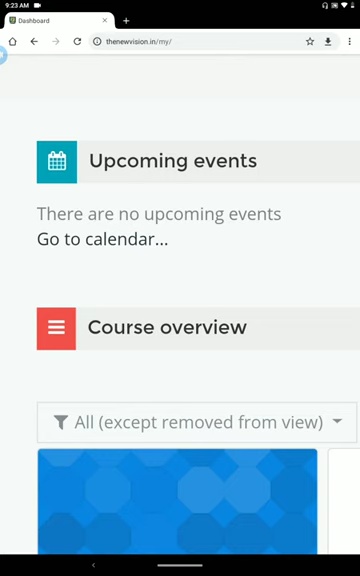 9:23 AM
Dashboard
thenewvision.in/my/
Upcoming events
There are no upcoming events
Go to calendar...
Course overview
All (except removed from view)